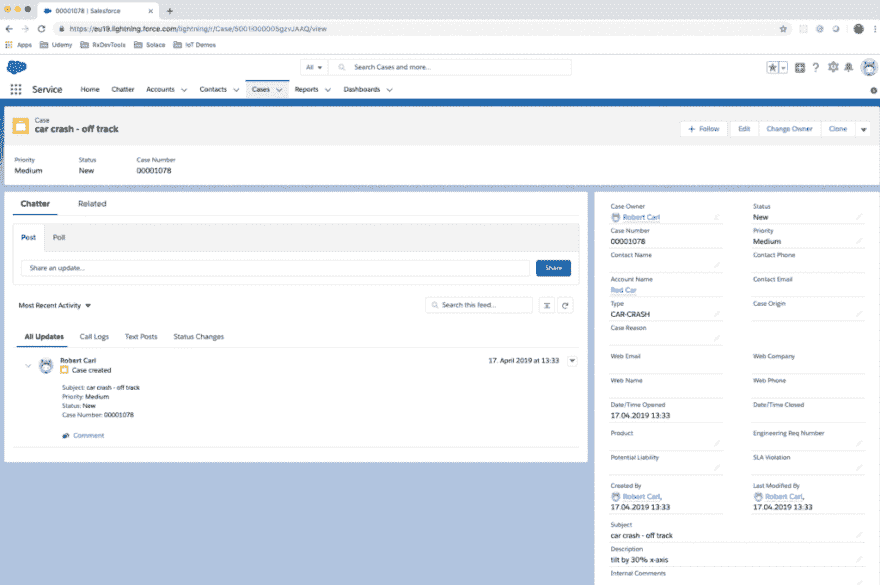 00001078 | Salesforce
https://eu19.lightning.force.com/lightning/r/Case/5001i000005gzvJAAQ/view
Apps Udemy RxDevTools Solace IoT Demos
All Search Cases and more...
Service Home Chatter Accounts Contacts Cases Reports Dashboards
Case
car crash - off track
+ Follow Edit Change Owner Clone
Priority Status Case Number
Medium New 00001078
Chatter Related
Post Poll
Share an update... Share
Most Recent Activity Search this feed...
All Updates Call Logs Text Posts Status Changes
Robert Carl 17. April 2019 at 13:33
Case created
Subject: car crash - off track
Priority: Medium
Status: New
Case Number: 00001078
Comment
Case Owner Status
Robert Carl New
Case Number Priority
00001078 Medium
Contact Name Contact Phone
Account Name Contact Email
Red Car
Type Case Origin
CAR-CRASH
Case Reason
Web Email Web Company
Web Name Web Phone
Date/Time Opened Date/Time Closed
17.04.2019 13:33
Product Engineering Req Number
Potential Liability SLA Violation
Created By Last Modified By
Robert Carl, Robert Carl,
17.04.2019 13:33 17.04.2019 13:33
Subject
car crash - off track
Description
tilt by 30% x-axis
Internal Comments